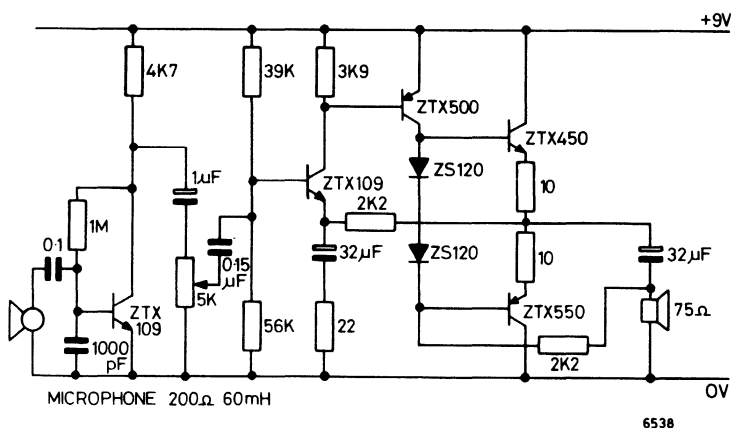 +9V
4K7
39K
3K9
ZTX500
ZTX450
1µF
ZTX109
ZS120
10
1M
2K2
0·1
0·15
µF
32µF
ZS120
10
32µF
5K
ZTX
109
56K
22
ZTX550
75Ω
1000
pF
2K2
MICROPHONE 200Ω 60mH
0V
6538